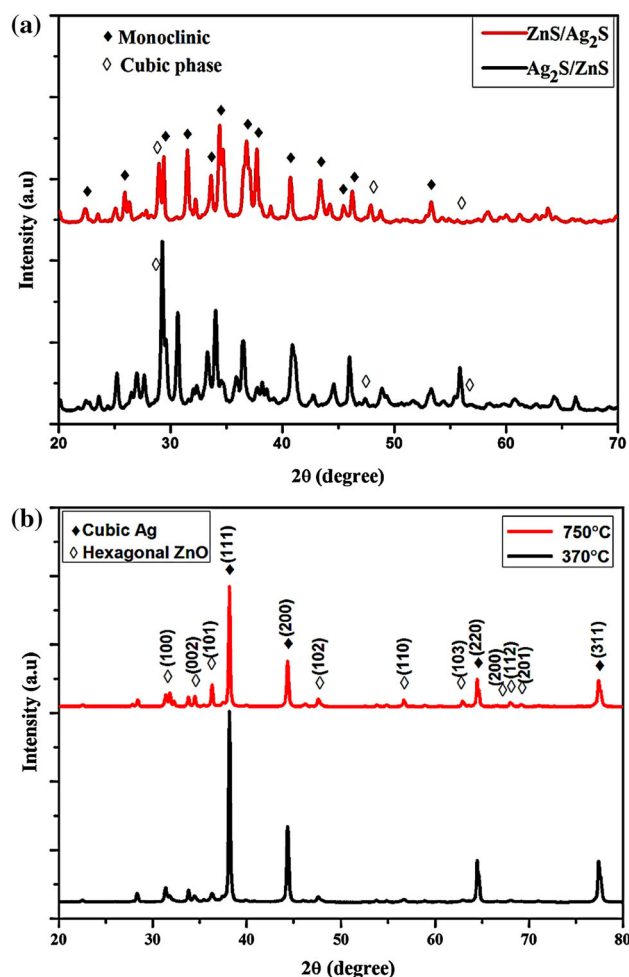 (a)
◆ Monoclinic
◇ Cubic phase
ZnS/Ag₂S
Ag₂S/ZnS
Intensity (a.u)
20 30 40 50 60 70
2θ (degree)
(b)
◆ Cubic Ag
◇ Hexagonal ZnO
750°C
370°C
(100)
(002)
(101)
(111)
(200)
(102)
(110)
(103)
(220)
(200)
(112)
(201)
(311)
Intensity (a.u)
20 30 40 50 60 70 80
2θ (degree)